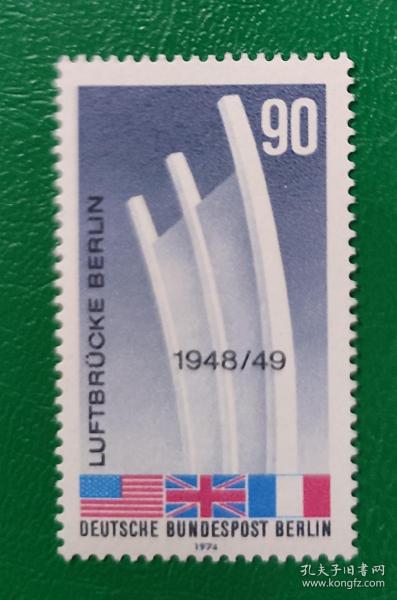 90
LUFTBRÜCKE BERLIN
1948/49
DEUTSCHE BUNDESPOST BERLIN
1974
孔夫子旧书网
www.kongfz.com